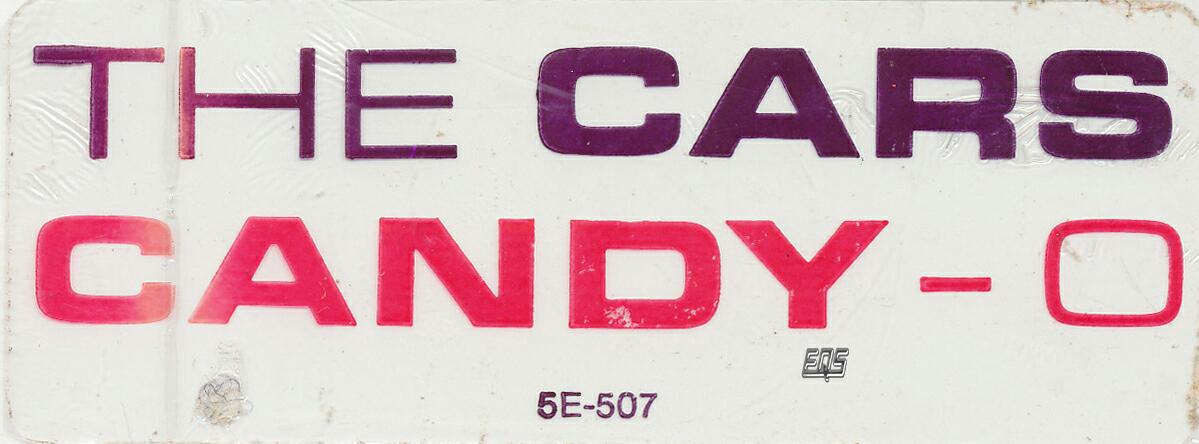 THE CARS
CANDY-O
EQS
5E-507